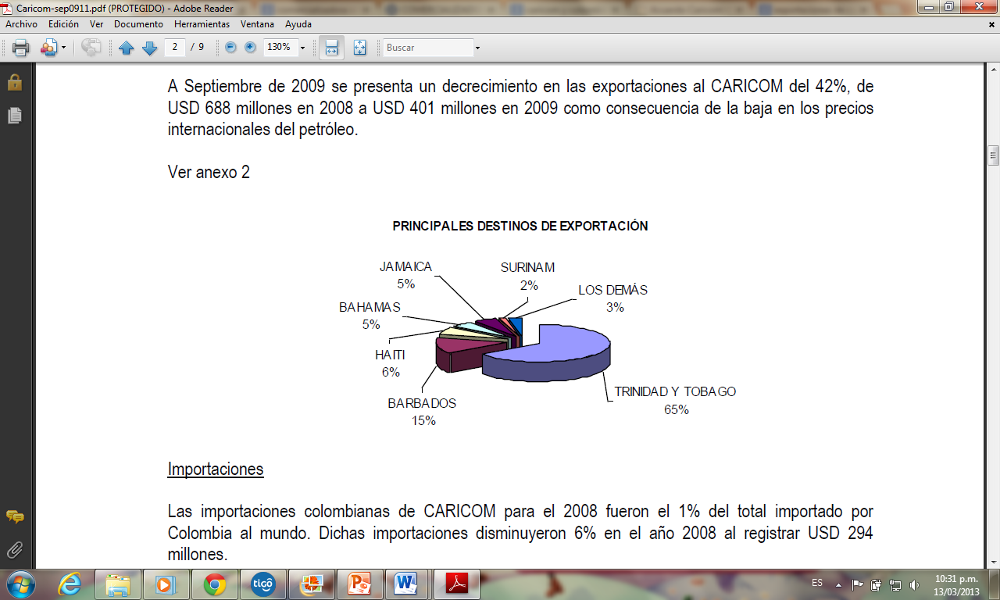 Caricom-sep0911.pdf (PROTEGIDO) - Adobe Reader
Archivo Edición Ver Documento Herramientas Ventana Ayuda
2 / 9 130% Buscar
A Septiembre de 2009 se presenta un decrecimiento en las exportaciones al CARICOM del 42%, de
USD 688 millones en 2008 a USD 401 millones en 2009 como consecuencia de la baja en los precios
internacionales del petróleo.
Ver anexo 2
PRINCIPALES DESTINOS DE EXPORTACIÓN
JAMAICA
5%
SURINAM
2%
LOS DEMÁS
3%
BAHAMAS
5%
HAITI
6%
BARBADOS
15%
TRINIDAD Y TOBAGO
65%
Importaciones
Las importaciones colombianas de CARICOM para el 2008 fueron el 1% del total importado por
Colombia al mundo. Dichas importaciones disminuyeron 6% en el año 2008 al registrar USD 294
millones.
tigo
ES
10:31 p.m.
13/03/2013